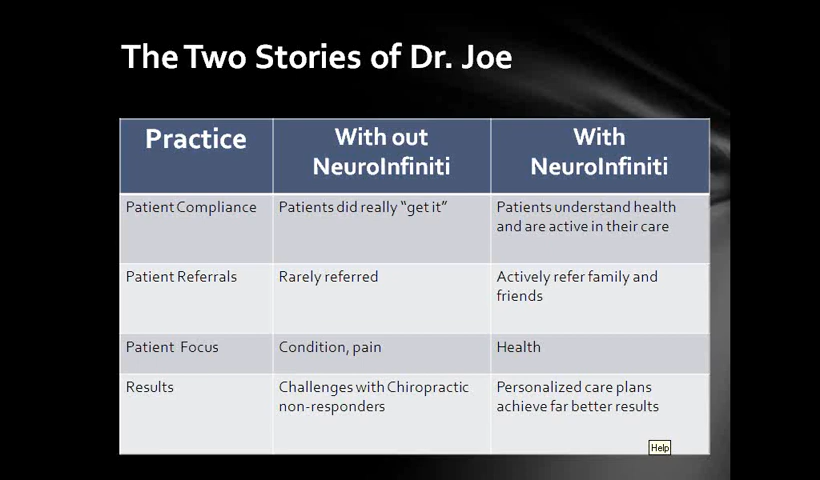 The Two Stories of Dr. Joe
Practice
With out
NeuroInfiniti
With
NeuroInfiniti
Patient Compliance
Patients did really “get it”
Patients understand health
and are active in their care
Patient Referrals
Rarely referred
Actively refer family and
friends
Patient Focus
Condition, pain
Health
Results
Challenges with Chiropractic
non-responders
Personalized care plans
achieve far better results
Help